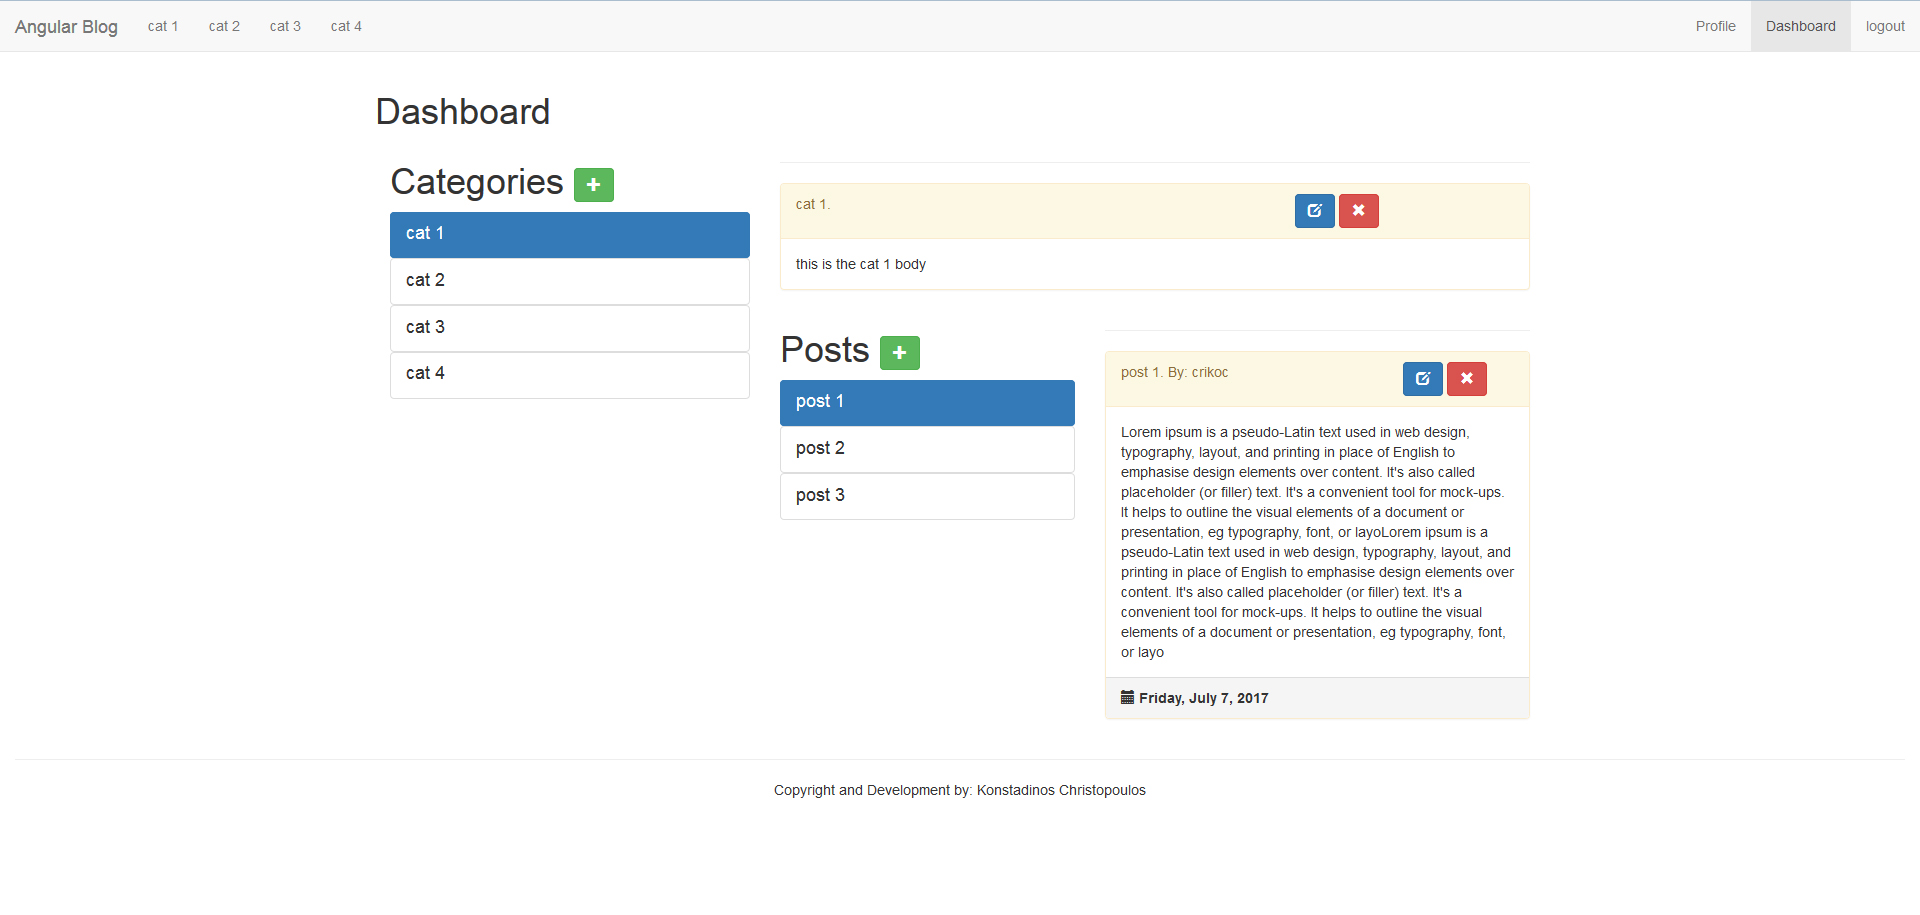 Angular Blog cat 1 cat 2 cat 3 cat 4 Profile Dashboard logout
Dashboard
Categories
cat 1
cat 2
cat 3
cat 4
cat 1.
this is the cat 1 body
Posts
post 1
post 2
post 3
post 1. By: crikoc
Lorem ipsum is a pseudo-Latin text used in web design,
typography, layout, and printing in place of English to
emphasise design elements over content. It's also called
placeholder (or filler) text. It's a convenient tool for mock-ups.
It helps to outline the visual elements of a document or
presentation, eg typography, font, or layoLorem ipsum is a
pseudo-Latin text used in web design, typography, layout, and
printing in place of English to emphasise design elements over
content. It's also called placeholder (or filler) text. It's a
convenient tool for mock-ups. It helps to outline the visual
elements of a document or presentation, eg typography, font,
or layo
Friday, July 7, 2017
Copyright and Development by: Konstadinos Christopoulos